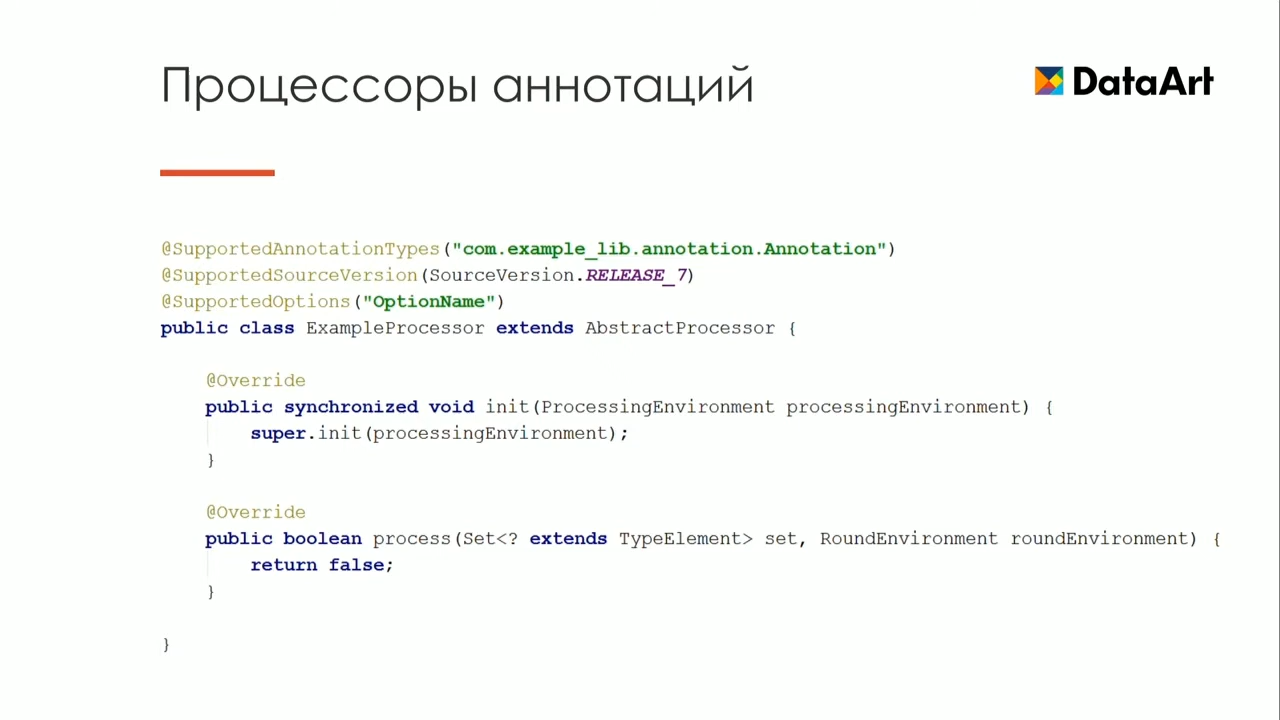 Процессоры аннотаций
DataArt
@SupportedAnnotationTypes("com.example_lib.annotation.Annotation")
@SupportedSourceVersion(SourceVersion.RELEASE_7)
@SupportedOptions("OptionName")
public class ExampleProcessor extends AbstractProcessor {
@Override
public synchronized void init(ProcessingEnvironment processingEnvironment) {
super.init(processingEnvironment);
}
@Override
public boolean process(Set<? extends TypeElement> set, RoundEnvironment roundEnvironment) {
return false;
}
}